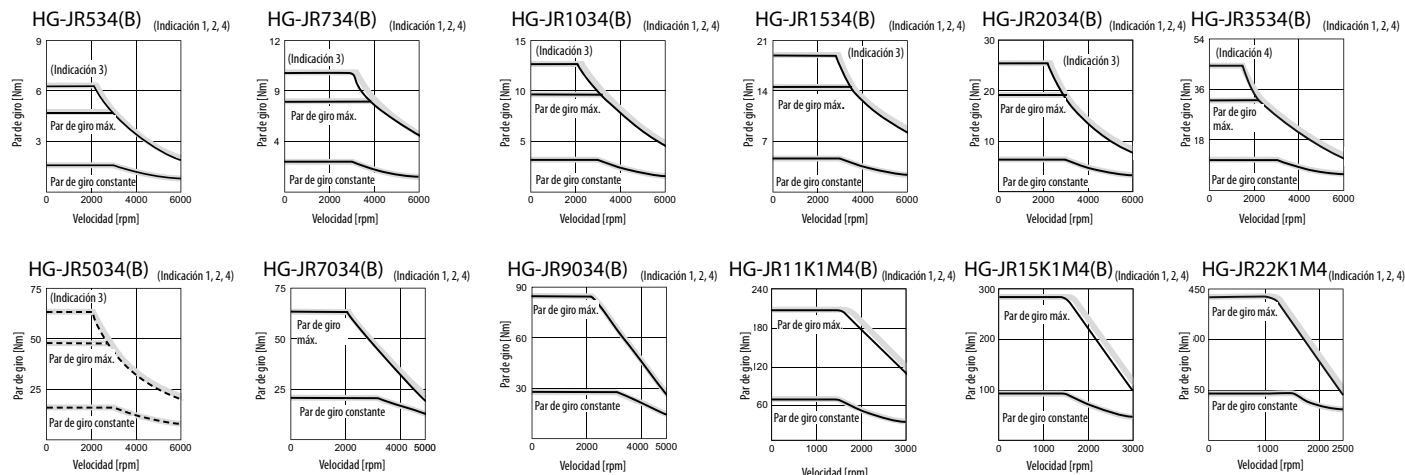 HG-JR534(B) (Indicación 1, 2, 4)
Par de giro [Nm]
9
6
3
(Indicación 3)
Par de giro máx.
Par de giro constante
0 2000 4000 6000
Velocidad [rpm]
HG-JR734(B) (Indicación 1, 2, 4)
Par de giro [Nm]
12
9
4
(Indicación 3)
Par de giro máx.
Par de giro constante
0 2000 4000 6000
Velocidad [rpm]
HG-JR1034(B) (Indicación 1, 2, 4)
Par de giro [Nm]
15
10
5
(Indicación 3)
Par de giro máx.
Par de giro constante
0 2000 4000 6000
Velocidad [rpm]
HG-JR1534(B) (Indicación 1, 2, 4)
Par de giro [Nm]
21
14
7
(Indicación 3)
Par de giro máx.
Par de giro constante
0 2000 4000 6000
Velocidad [rpm]
HG-JR2034(B) (Indicación 1, 2, 4)
Par de giro [Nm]
30
20
10
0
(Indicación 3)
Par de giro máx.
Par de giro constante
0 2000 4000 6000
Velocidad [rpm]
HG-JR3534(B) (Indicación 1, 2, 4)
Par de giro [Nm]
54
36
18
0
(Indicación 4)
Par de giro
máx.
Par de giro constante
0 2000 4000 6000
Velocidad [rpm]
HG-JR5034(B) (Indicación 1, 2, 4)
Par de giro [Nm]
75
50
25
0
(Indicación 3)
Par de giro máx.
Par de giro constante
0 2000 4000 6000
Velocidad [rpm]
HG-JR7034(B) (Indicación 1, 2, 4)
Par de giro [Nm]
75
50
25
0
Par de giro
máx.
Par de giro constante
0 2000 4000 5000
Velocidad [rpm]
HG-JR9034(B) (Indicación 1, 2, 4)
Par de giro [Nm]
90
60
30
0
Par de giro máx.
Par de giro constante
0 2000 4000 5000
Velocidad [rpm]
HG-JR11K1M4(B) (Indicación 1, 2, 4)
Par de giro [Nm]
240
180
120
60
Par de giro máx.
Par de giro constante
0 1000 2000 3000
Velocidad [rpm]
HG-JR15K1M4(B) (Indicación 1, 2, 4)
Par de giro [Nm]
300
200
100
0
Par de giro máx.
Par de giro constante
0 1000 2000 3000
Velocidad [rpm]
HG-JR22K1M4 (Indicación 1, 2, 4)
Par de giro [Nm]
450
00
50
0
Par de giro máx.
Par de giro constante
0 1000 2000 2500
Velocidad [rpm]